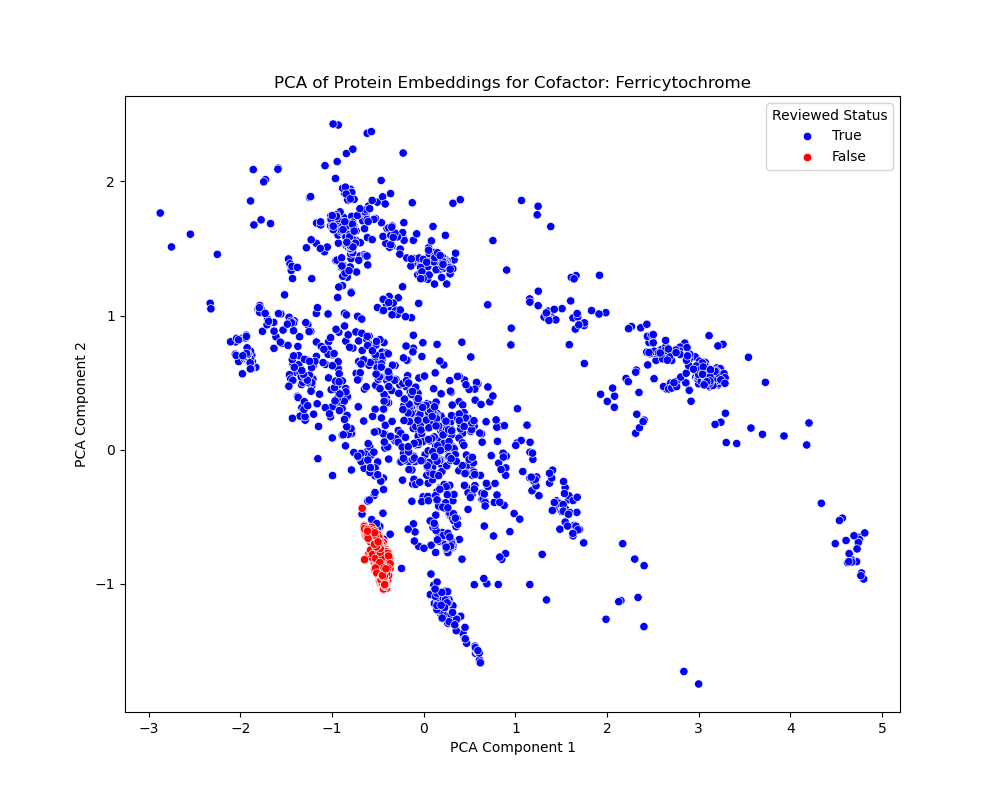 PCA of Protein Embeddings for Cofactor: Ferricytochrome
Reviewed Status
True
False
2
1
0
−1
PCA Component 2
−3 −2 −1 0 1 2 3 4 5
PCA Component 1